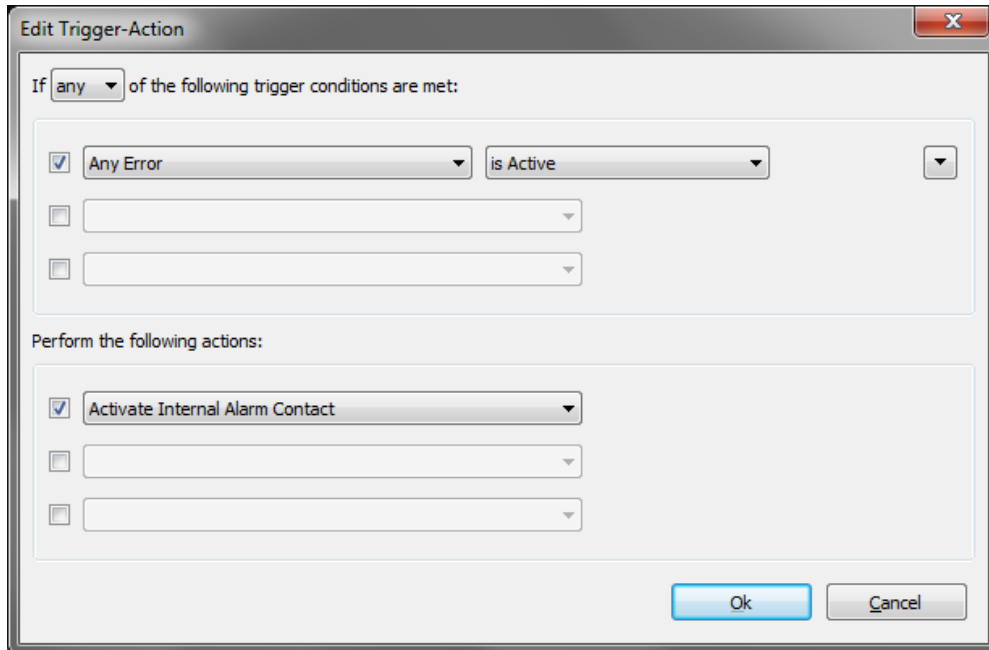 Edit Trigger-Action
If any of the following trigger conditions are met:
Any Error is Active
Perform the following actions:
Activate Internal Alarm Contact
Ok Cancel